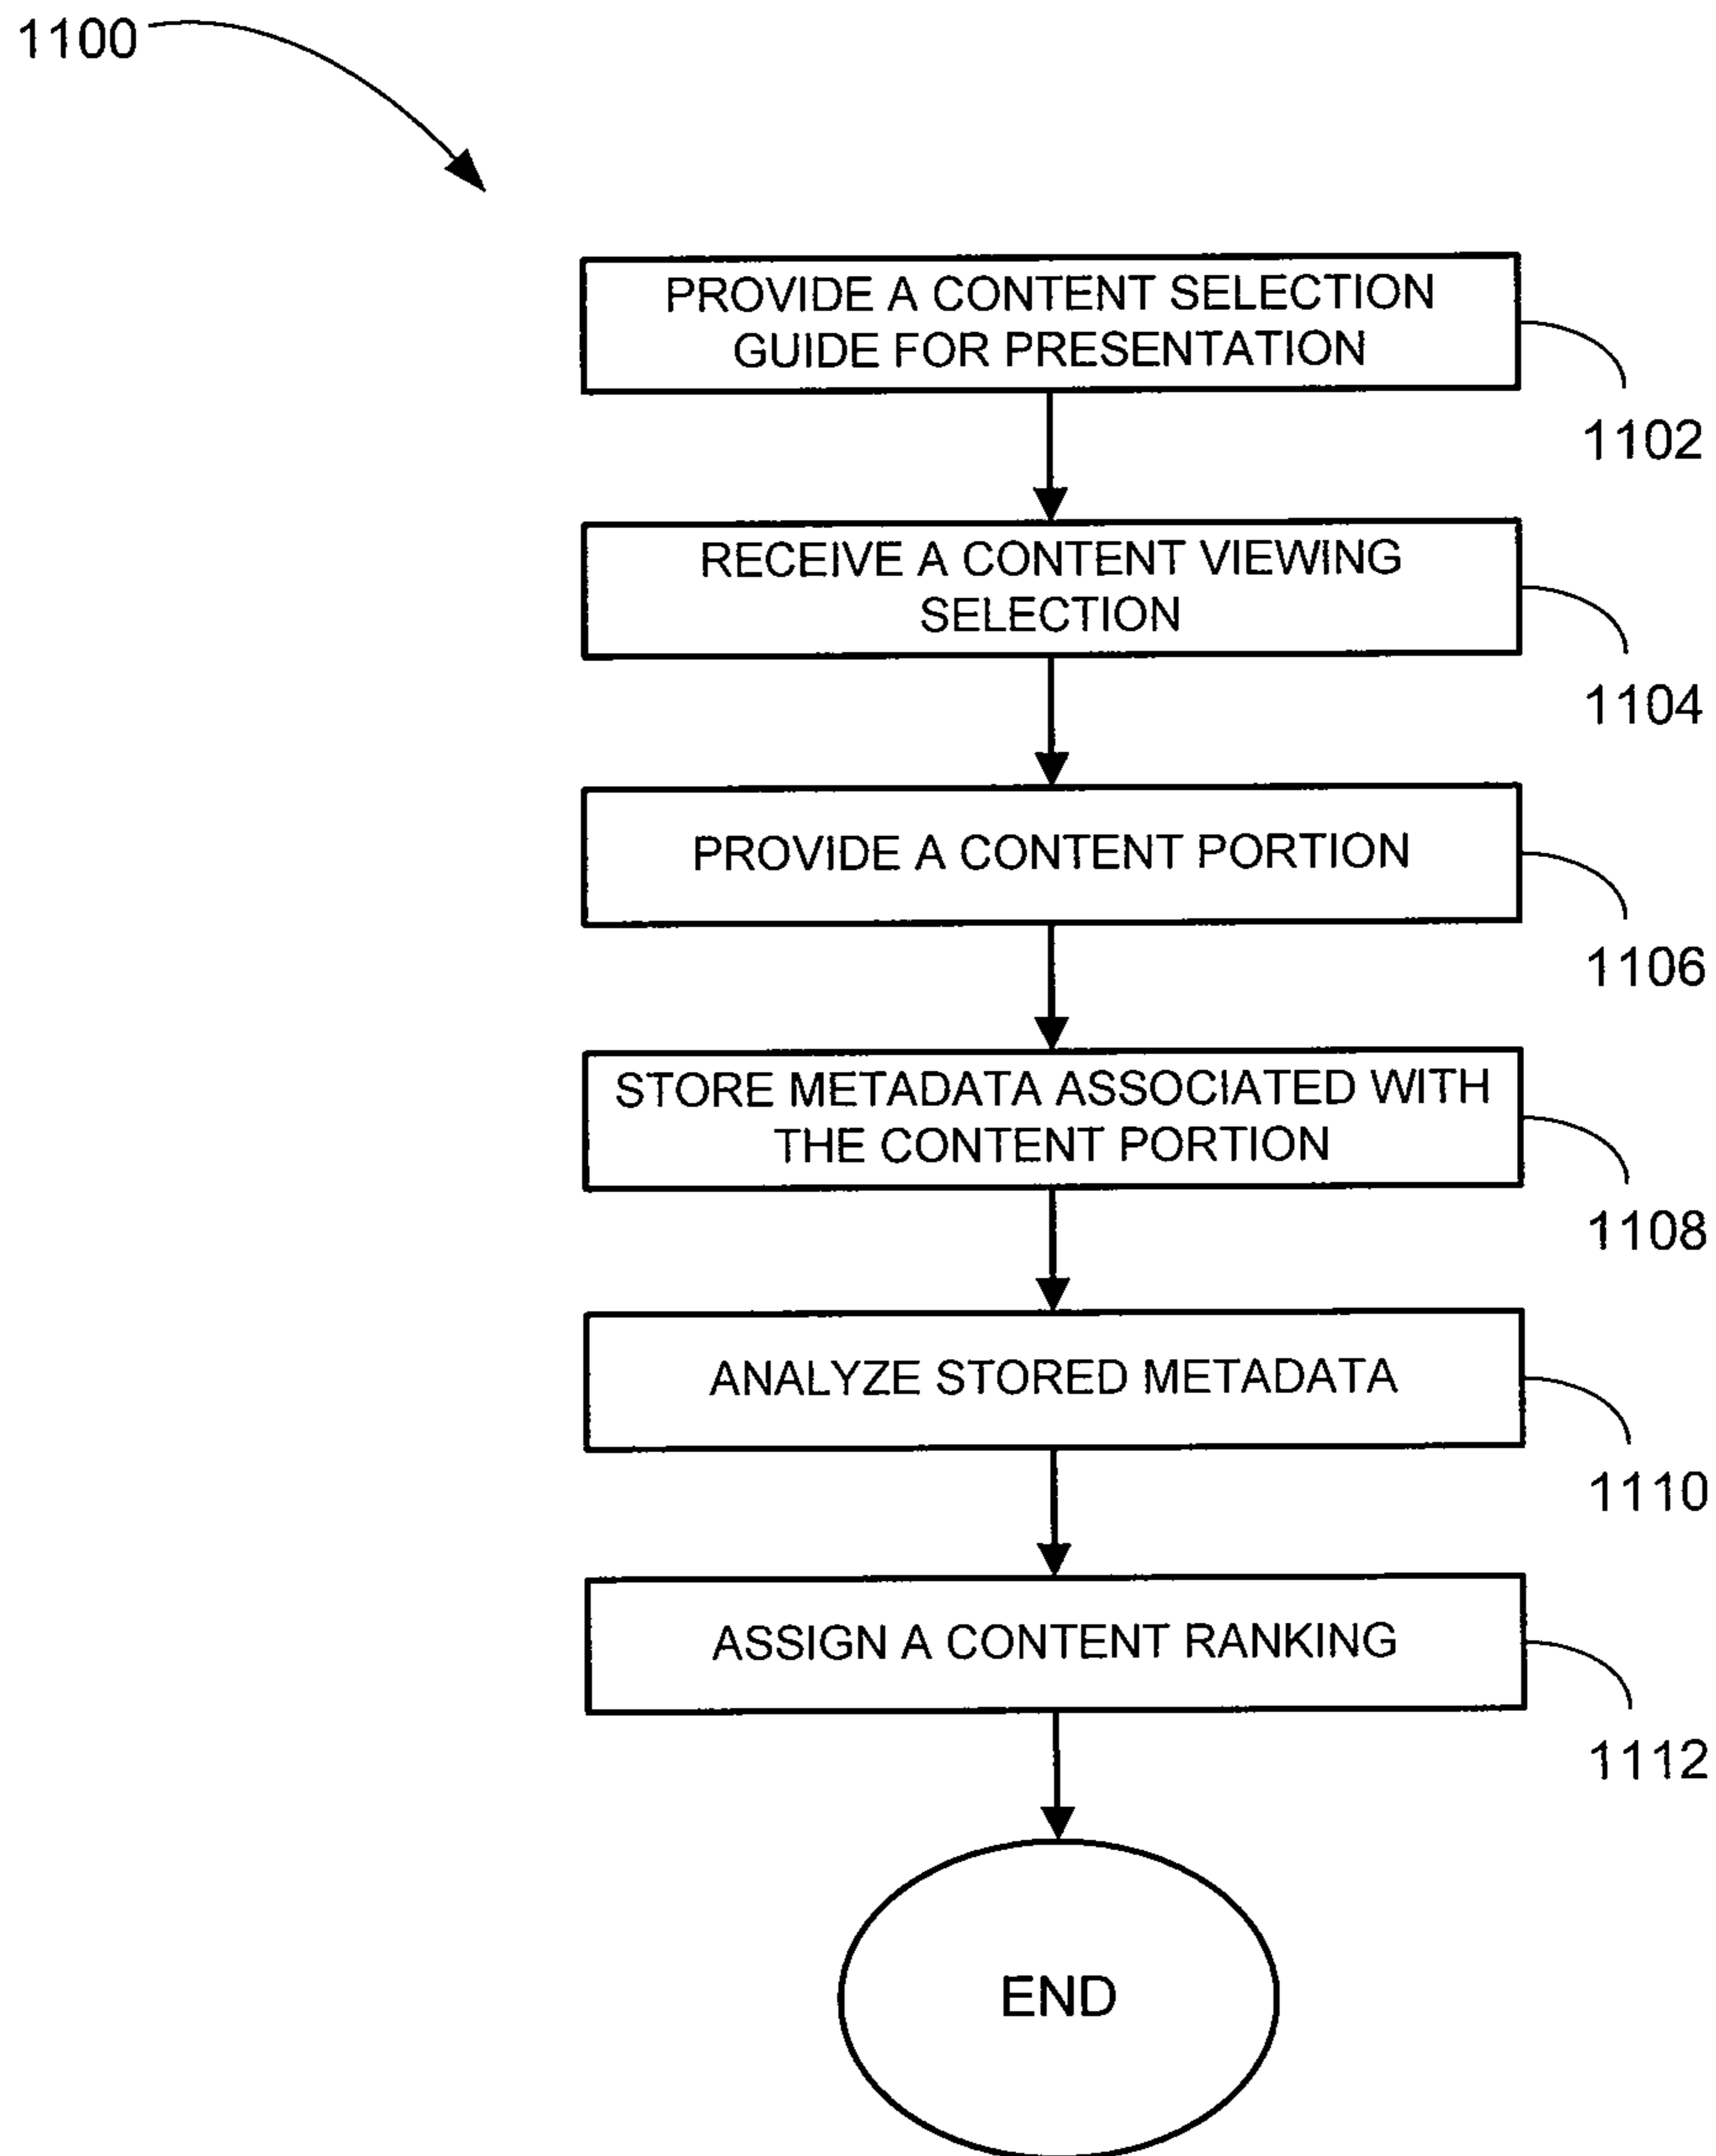 1100
PROVIDE A CONTENT SELECTION
GUIDE FOR PRESENTATION
1102
RECEIVE A CONTENT VIEWING
SELECTION
1104
PROVIDE A CONTENT PORTION
1106
STORE METADATA ASSOCIATED WITH
THE CONTENT PORTION
1108
ANALYZE STORED METADATA
1110
ASSIGN A CONTENT RANKING
1112
END